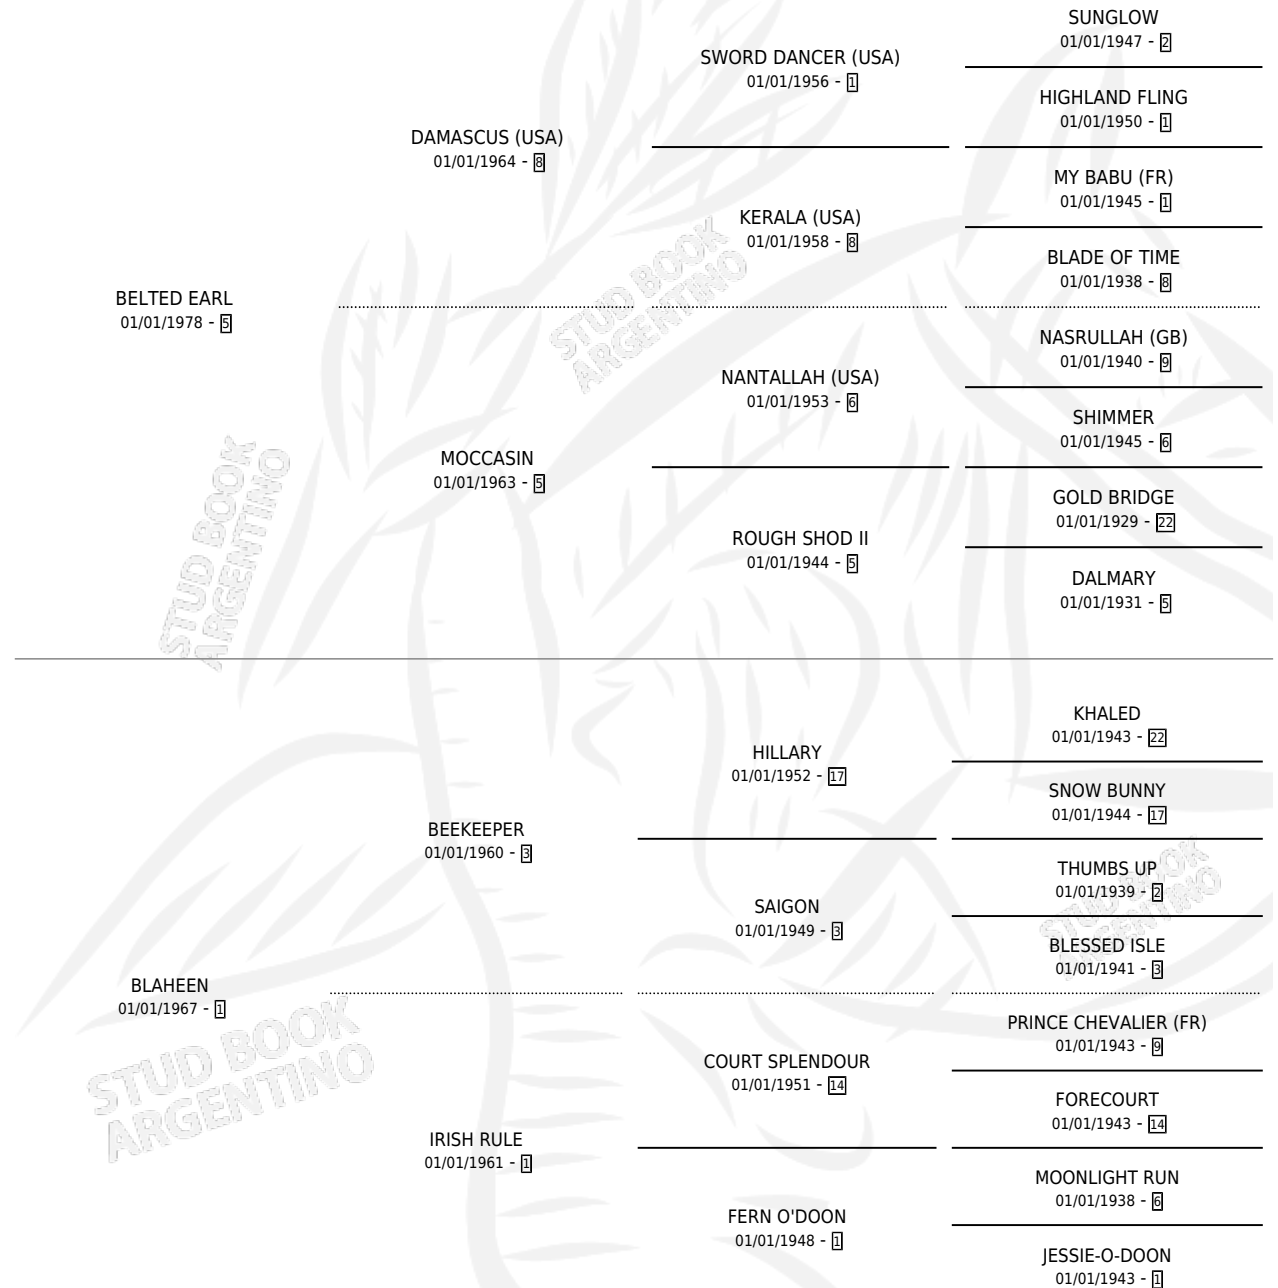 SUNGLOW
01/01/1947 - 2
SWORD DANCER (USA)
01/01/1956 - 1
HIGHLAND FLING
01/01/1950 - 1
DAMASCUS (USA)
01/01/1964 - 8
MY BABU (FR)
01/01/1945 - 1
KERALA (USA)
01/01/1958 - 8
BLADE OF TIME
01/01/1938 - 8
BELTED EARL
01/01/1978 - 5
NASRULLAH (GB)
01/01/1940 - 9
NANTALLAH (USA)
01/01/1953 - 6
SHIMMER
01/01/1945 - 6
MOCCASIN
01/01/1963 - 5
GOLD BRIDGE
01/01/1929 - 22
ROUGH SHOD II
01/01/1944 - 5
DALMARY
01/01/1931 - 5
KHALED
01/01/1943 - 22
HILLARY
01/01/1952 - 17
SNOW BUNNY
01/01/1944 - 17
BEEKEEPER
01/01/1960 - 3
THUMBS UP
01/01/1939 - 2
SAIGON
01/01/1949 - 3
BLESSED ISLE
01/01/1941 - 3
BLAHEEN
01/01/1967 - 1
PRINCE CHEVALIER (FR)
01/01/1943 - 9
COURT SPLENDOUR
01/01/1951 - 14
FORECOURT
01/01/1943 - 14
IRISH RULE
01/01/1961 - 1
MOONLIGHT RUN
01/01/1938 - 6
FERN O'DOON
01/01/1948 - 1
JESSIE-O-DOON
01/01/1943 - 1
STUD BOOK
ARGENTINO
STUD BOOK
ARGENTINO
STUD BOOK
ARGENTINO
STUD BOOK
ARGENTINO